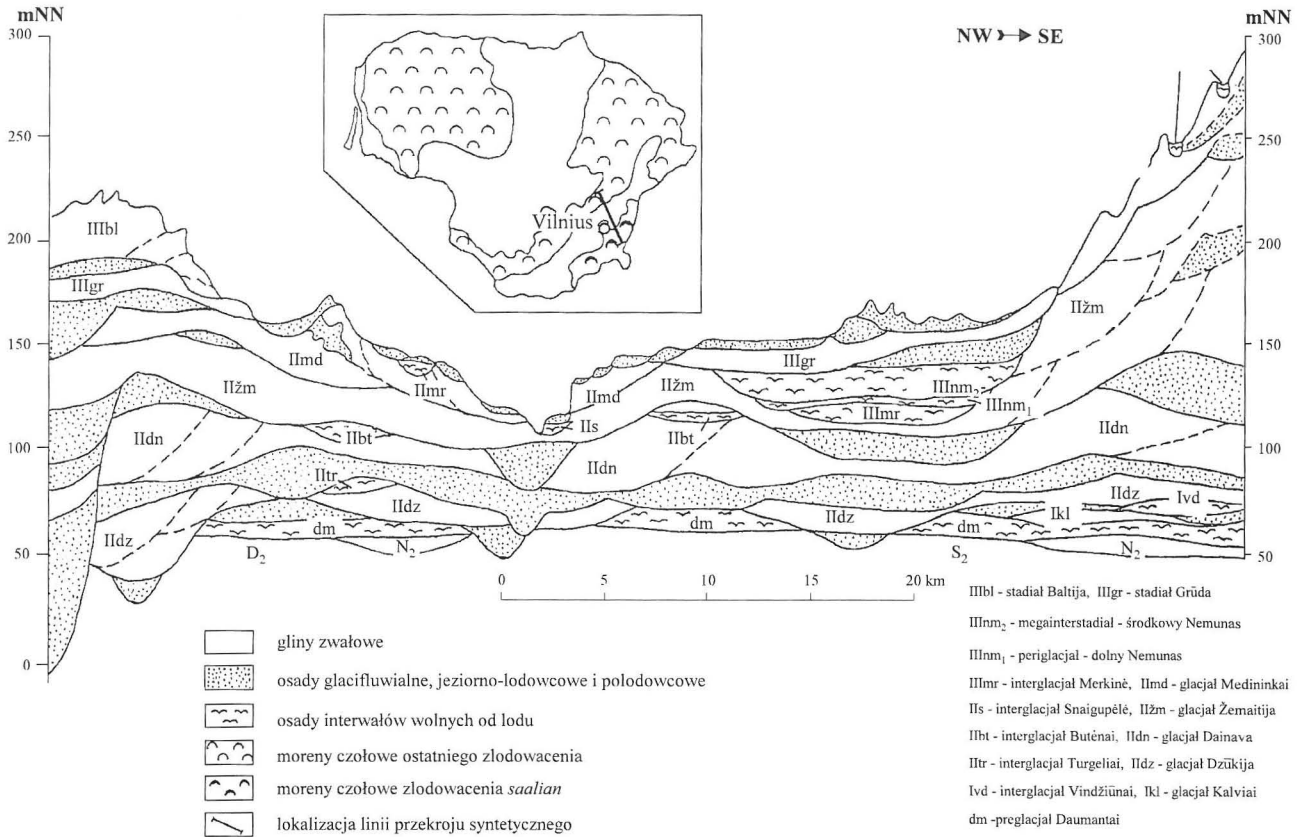 mNN
300
250
200
150
100
50
0
mNN
300
250
200
150
100
50
NW SE
Vilnius
IIIbl
IIIgr
IImd
IImr
IIžm
IIdn
IIbt
IItr
IIdz
IIdz
dm
D₂
N₂
IImd
IIs
IIžm
IIbt
IIdn
dm
IIdz
IIIgr
IIInm₂
IIInm₁
IIImr
IIžm
IIdn
IIdz
Ivd
Ikl
dm
S₂
N₂
0 5 10 15 20 km
gliny zwałowe
osady glacifluwialne, jeziorno-lodowcowe i polodowcowe
osady interwałów wolnych od lodu
moreny czołowe ostatniego zlodowacenia
moreny czołowe zlodowacenia saalian
lokalizacja linii przekroju syntetycznego
IIIbl - stadiał Baltija, IIIgr - stadiał Grūda
IIInm₂ - megainterstadiał - środkowy Nemunas
IIInm₁ - periglacjał - dolny Nemunas
IIImr - interglacjał Merkinė, IImd - glacjał Medininkai
IIs - interglacjał Snaigupėlė, IIžm - glacjał Žemaitija
IIbt - interglacjał Butėnai, IIdn - glacjał Dainava
IItr - interglacjał Turgeliai, IIdz - glacjał Dzūkija
Ivd - interglacjał Vindžiūnai, Ikl - glacjał Kalviai
dm -preglacjał Daumantai